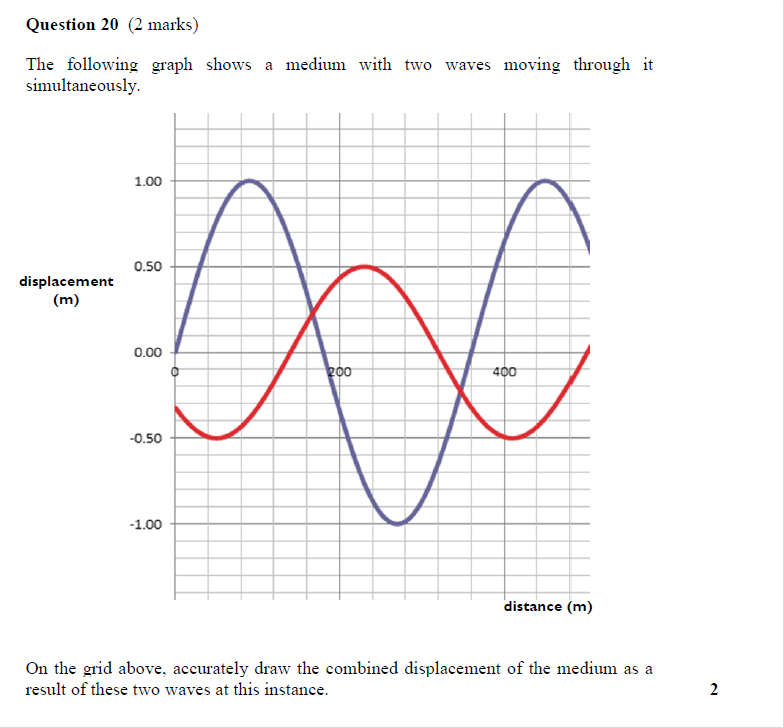 Question 20 (2 marks)
The following graph shows a medium with two waves moving through it
simultaneously.
1.00
0.50
displacement
(m)
0.00
0
200
400
-0.50
-1.00
distance (m)
On the grid above, accurately draw the combined displacement of the medium as a
result of these two waves at this instance.
2